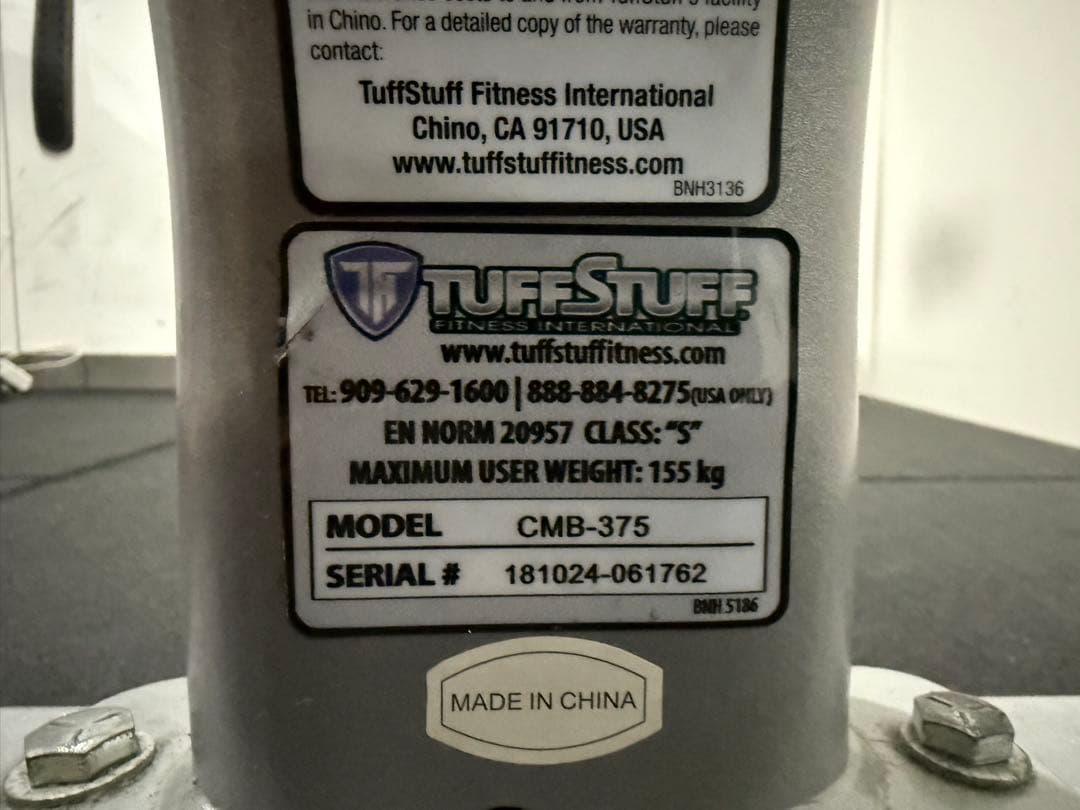 in Chino. For a detailed copy of the warranty, please
contact:
TuffStuff Fitness International
Chino, CA 91710, USA
www.tuffstuffitness.com
BNH3136
TUFFSTUFF
FITNESS INTERNATIONAL
www.tuffstuffitness.com
TEL: 909-629-1600 | 888-884-8275(USA ONLY)
EN NORM 20957 CLASS: "S"
MAXIMUM USER WEIGHT: 155 kg
MODEL CMB-375
SERIAL # 181024-061762
BNH 5186
MADE IN CHINA